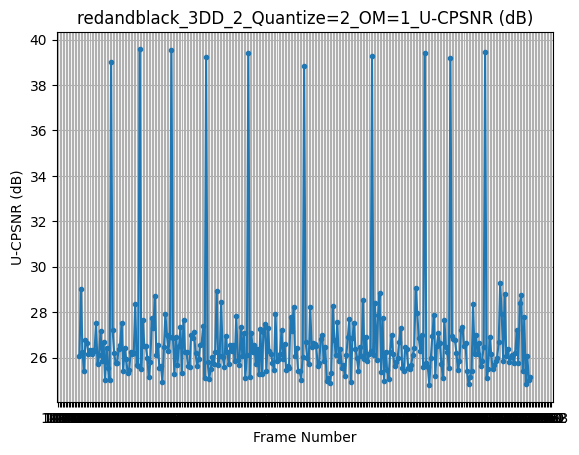 redandblack_3DD_2_Quantize=2_OM=1_U-CPSNR (dB)
40
38
36
34
32
30
28
26
U-CPSNR (dB)
Frame Number